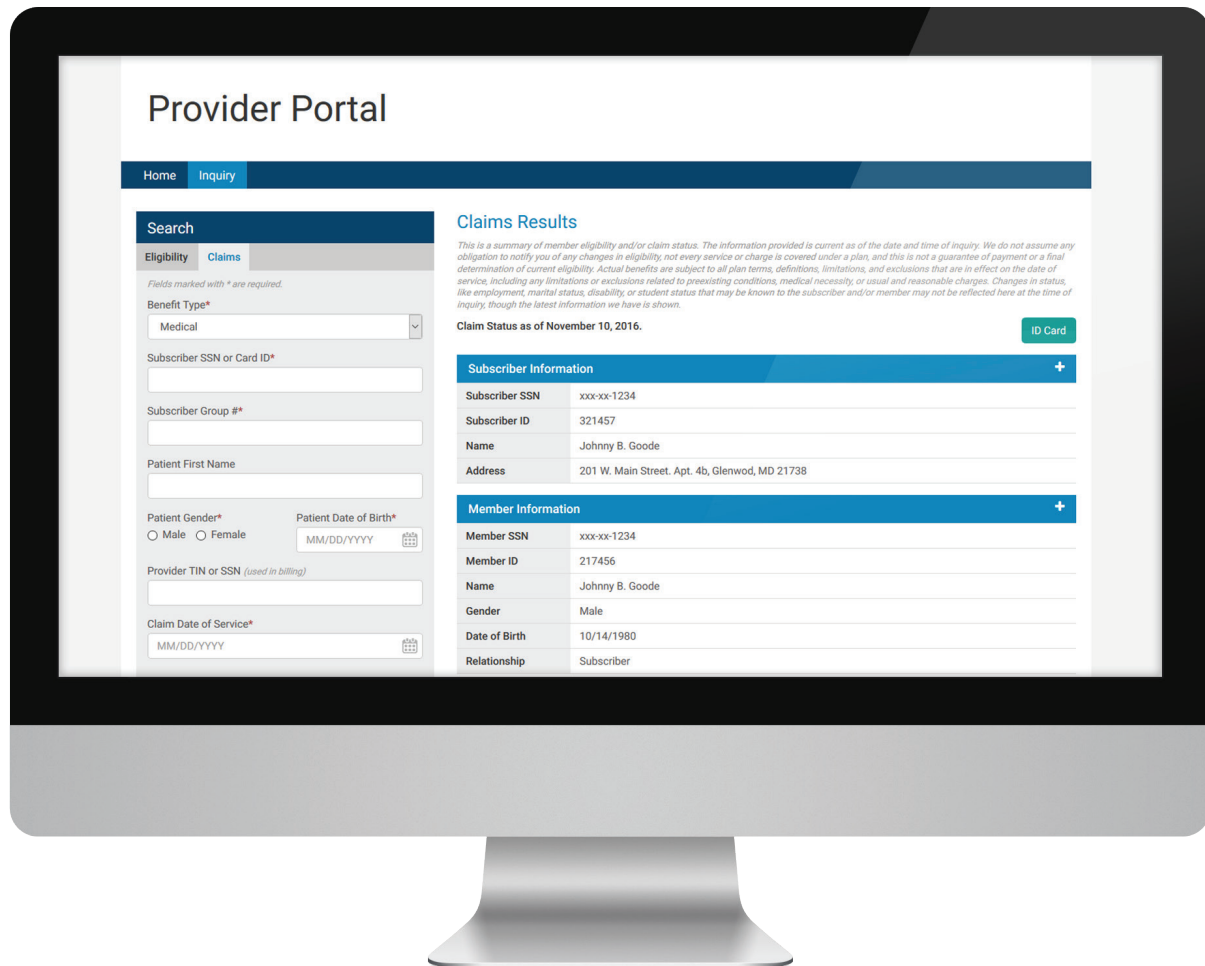 Provider Portal
Home Inquiry
Search
Eligibility Claims
Fields marked with * are required.
Benefit Type*
Medical
Subscriber SSN or Card ID*
Subscriber Group #*
Patient First Name
Patient Gender* Patient Date of Birth*
Male Female MM/DD/YYYY
Provider TIN or SSN (used in billing)
Claim Date of Service*
MM/DD/YYYY
Claims Results
This is a summary of member eligibility and/or claim status. The information provided is current as of the date and time of inquiry. We do not assume any
obligation to notify you of any changes in eligibility, not every service or charge is covered under a plan, and this is not a guarantee of payment or a final
determination of current eligibility. Actual benefits are subject to all plan terms, definitions, limitations, and exclusions that are in effect on the date of
service, including any limitations or exclusions related to preexisting conditions, medical necessity, or usual and reasonable charges. Changes in status,
like employment, marital status, disability, or student status that may be known to the subscriber and/or member may not be reflected here at the time of
inquiry, though the latest information we have is shown.
Claim Status as of November 10, 2016.
ID Card
Subscriber Information +
Subscriber SSN xxx-xx-1234
Subscriber ID 321457
Name Johnny B. Goode
Address 201 W. Main Street. Apt. 4b, Glenwod, MD 21738
Member Information +
Member SSN xxx-xx-1234
Member ID 217456
Name Johnny B. Goode
Gender Male
Date of Birth 10/14/1980
Relationship Subscriber